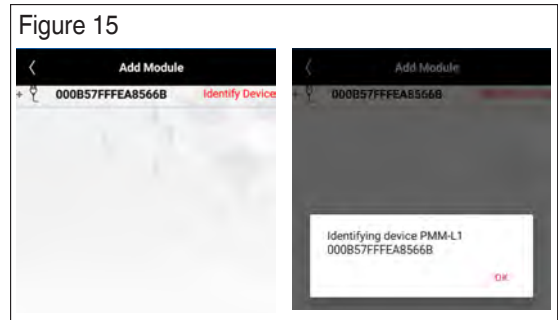 Figure 15
Add Module
000B57FFFEA8566B Identify Device
Add Module
000B57FFFEA8566B
Identifying device PMM-L1
000B57FFFEA8566B
OK